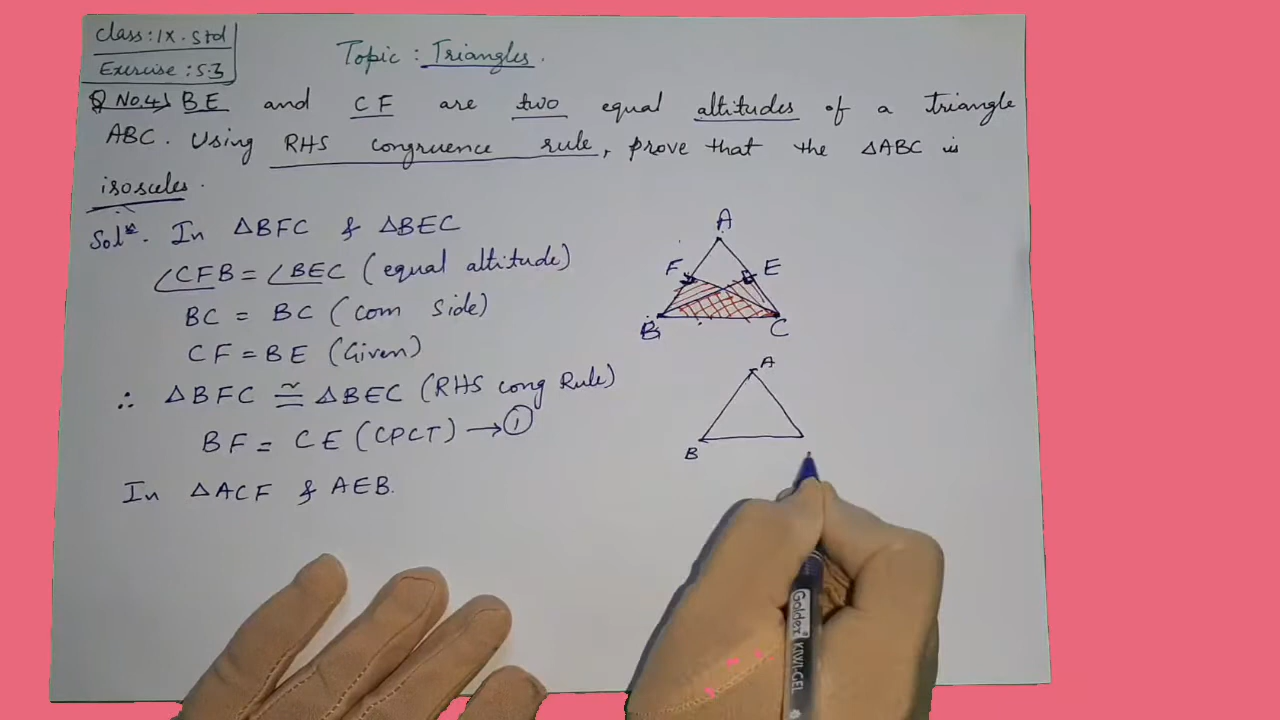 Class: IX. Std
Exercise: 5.3
Topic: Triangles.
Q No.4) BE and CF are two equal altitudes of a triangle
ABC. Using RHS congruence rule, prove that the ΔABC is
isosceles.
Solⁿ. In ΔBFC & ΔBEC
∠CFB = ∠BEC (equal altitude)
BC = BC (com side)
CF = BE (Given)
∴ ΔBFC ≅ ΔBEC (RHS cong Rule)
BF = CE (CPCT) → ①
In ΔACF & AEB.
A
F E
B C
A
B
Goldex KIWI-GEL